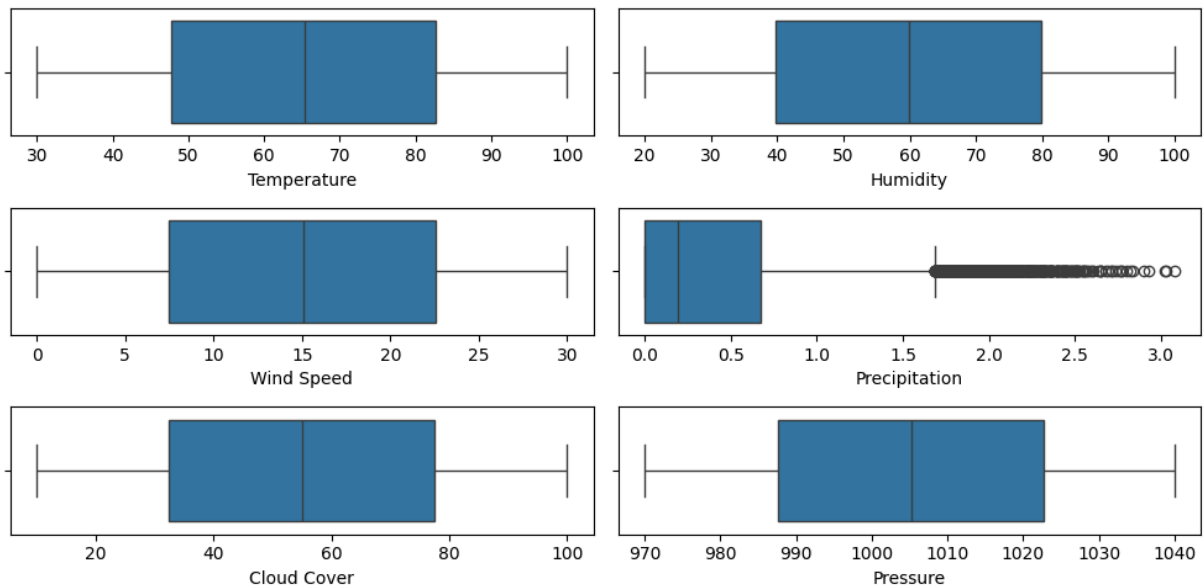 30 40 50 60 70 80 90 100
Temperature
20 30 40 50 60 70 80 90 100
Humidity
0 5 10 15 20 25 30
Wind Speed
0.0 0.5 1.0 1.5 2.0 2.5 3.0
Precipitation
20 40 60 80 100
Cloud Cover
970 980 990 1000 1010 1020 1030 1040
Pressure